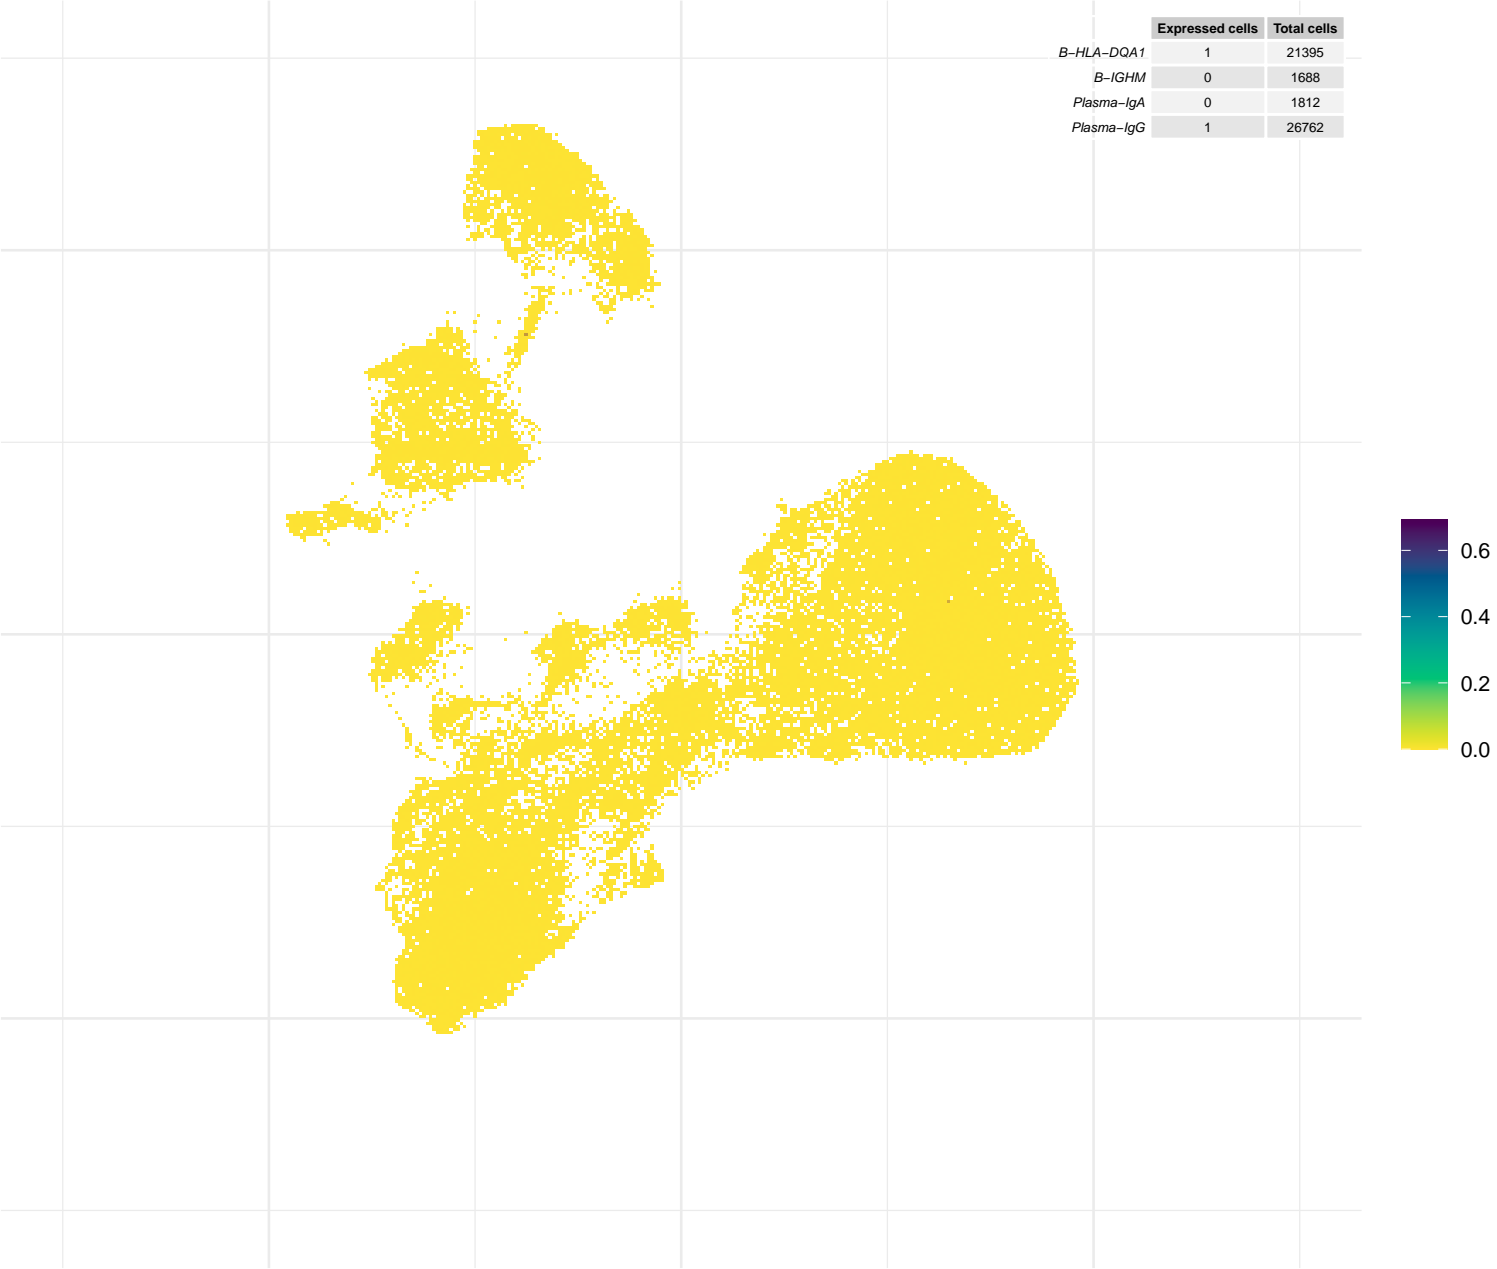 Expressed cells Total cells
B−HLA−DQA1 1 21395
B−IGHM 0 1688
Plasma−IgA 0 1812
Plasma−IgG 1 26762
0.6
0.4
0.2
0.0